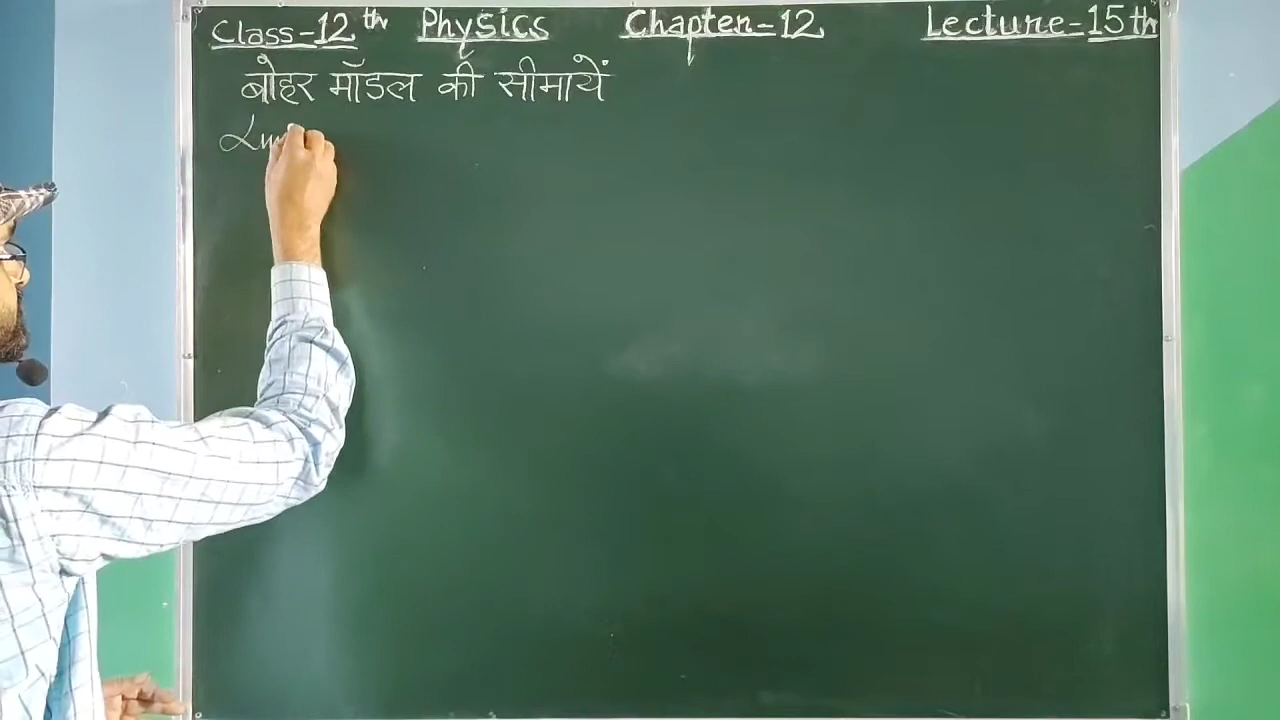 Class-12th Physics Chapter-12 Lecture-15th
बोहर मॉडल की सीमायें